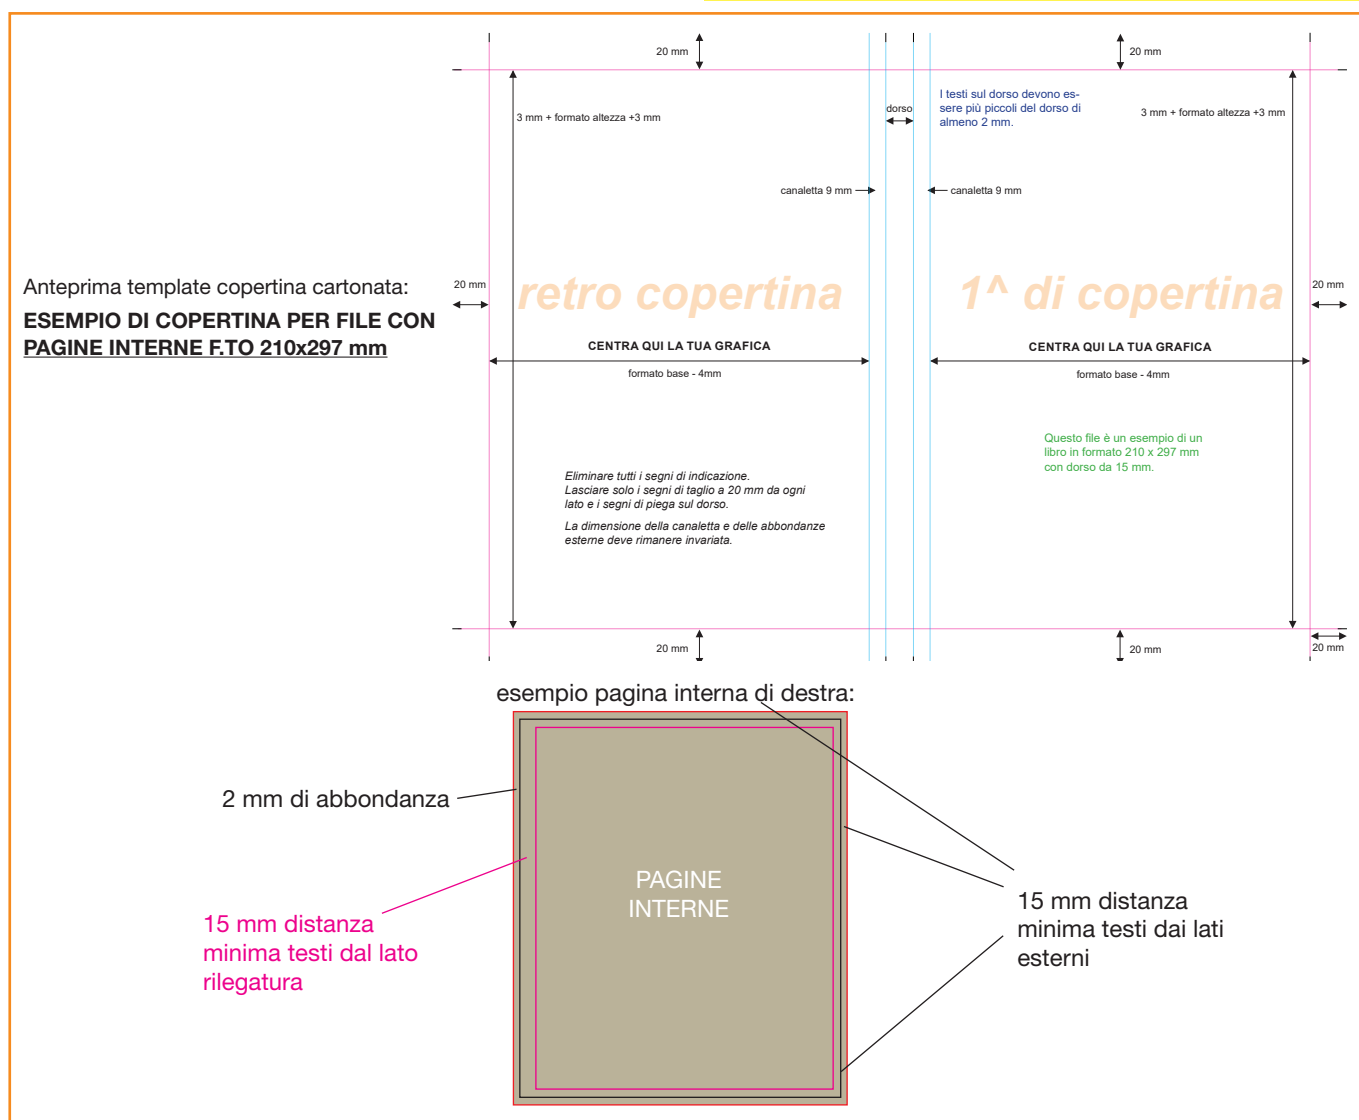 20 mm
20 mm
3 mm + formato altezza +3 mm
dorso
I testi sul dorso devono es-
sere più piccoli del dorso di
almeno 2 mm.
3 mm + formato altezza +3 mm
canaletta 9 mm
canaletta 9 mm
Anteprima template copertina cartonata:
ESEMPIO DI COPERTINA PER FILE CON
PAGINE INTERNE F.TO 210x297 mm
20 mm
retro copertina
1^ di copertina
20 mm
CENTRA QUI LA TUA GRAFICA
CENTRA QUI LA TUA GRAFICA
formato base - 4mm
formato base - 4mm
Questo file è un esempio di un
libro in formato 210 x 297 mm
con dorso da 15 mm.
Eliminare tutti i segni di indicazione.
Lasciare solo i segni di taglio a 20 mm da ogni
lato e i segni di piega sul dorso.
La dimensione della canaletta e delle abbondanze
esterne deve rimanere invariata.
20 mm
20 mm
20 mm
esempio pagina interna di destra:
2 mm di abbondanza
PAGINE
INTERNE
15 mm distanza
minima testi dal lato
rilegatura
15 mm distanza
minima testi dai lati
esterni